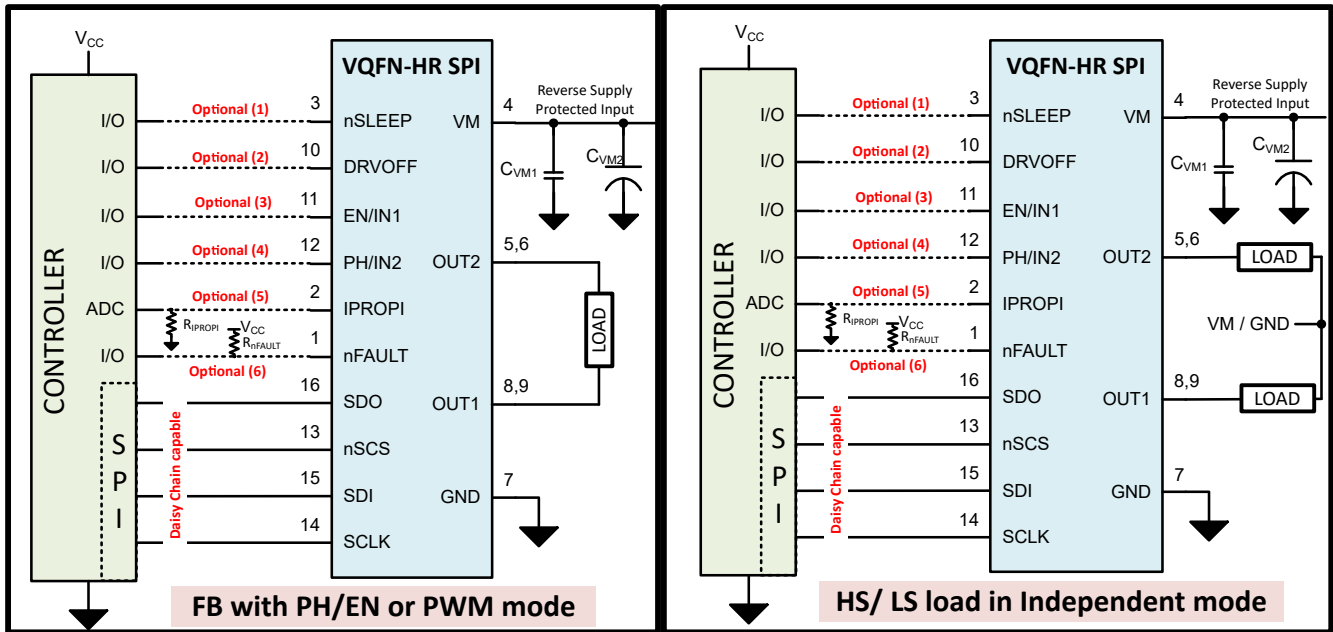 VCC
VQFN-HR SPI
CONTROLLER
I/O
Optional (1)
3
nSLEEP
I/O
Optional (2)
10
DRVOFF
I/O
Optional (3)
11
EN/IN1
I/O
Optional (4)
12
PH/IN2
ADC
Optional (5)
2
IPROPI
RIPROPI
VCC
RnFAULT
I/O
1
nFAULT
Optional (6)
SPI
Daisy Chain capable
16
SDO
13
nSCS
15
SDI
14
SCLK
4
VM
Reverse Supply
Protected Input
CVM1
CVM2
5,6
OUT2
LOAD
8,9
OUT1
7
GND
FB with PH/EN or PWM mode
VCC
VQFN-HR SPI
CONTROLLER
I/O
Optional (1)
3
nSLEEP
I/O
Optional (2)
10
DRVOFF
I/O
Optional (3)
11
EN/IN1
I/O
Optional (4)
12
PH/IN2
ADC
Optional (5)
2
IPROPI
RIPROPI
VCC
RnFAULT
I/O
1
nFAULT
Optional (6)
SPI
Daisy Chain capable
16
SDO
13
nSCS
15
SDI
14
SCLK
4
VM
Reverse Supply
Protected Input
CVM1
CVM2
5,6
OUT2
LOAD
VM / GND
8,9
OUT1
LOAD
7
GND
HS/ LS load in Independent mode